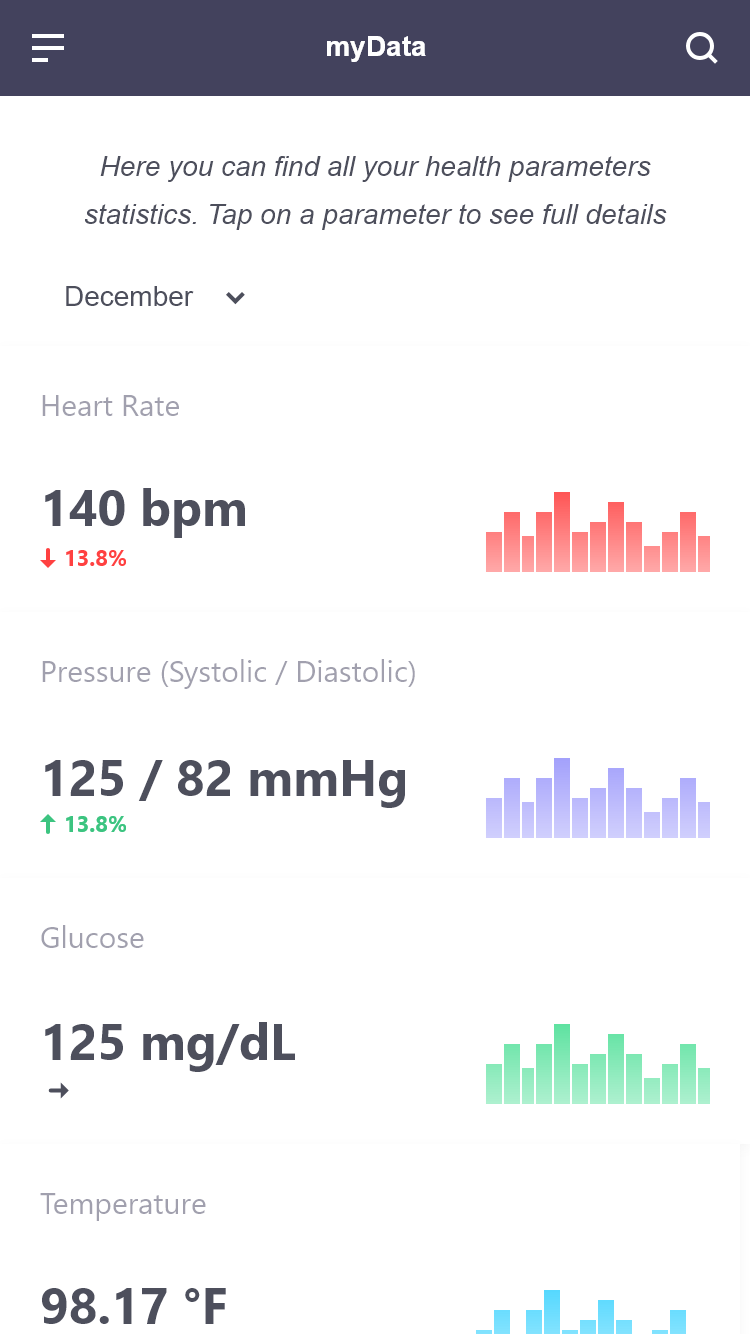 myData
Here you can find all your health parameters
statistics. Tap on a parameter to see full details
December
Heart Rate
140 bpm
13.8%
Pressure (Systolic / Diastolic)
125 / 82 mmHg
13.8%
Glucose
125 mg/dL
Temperature
98.17 °F